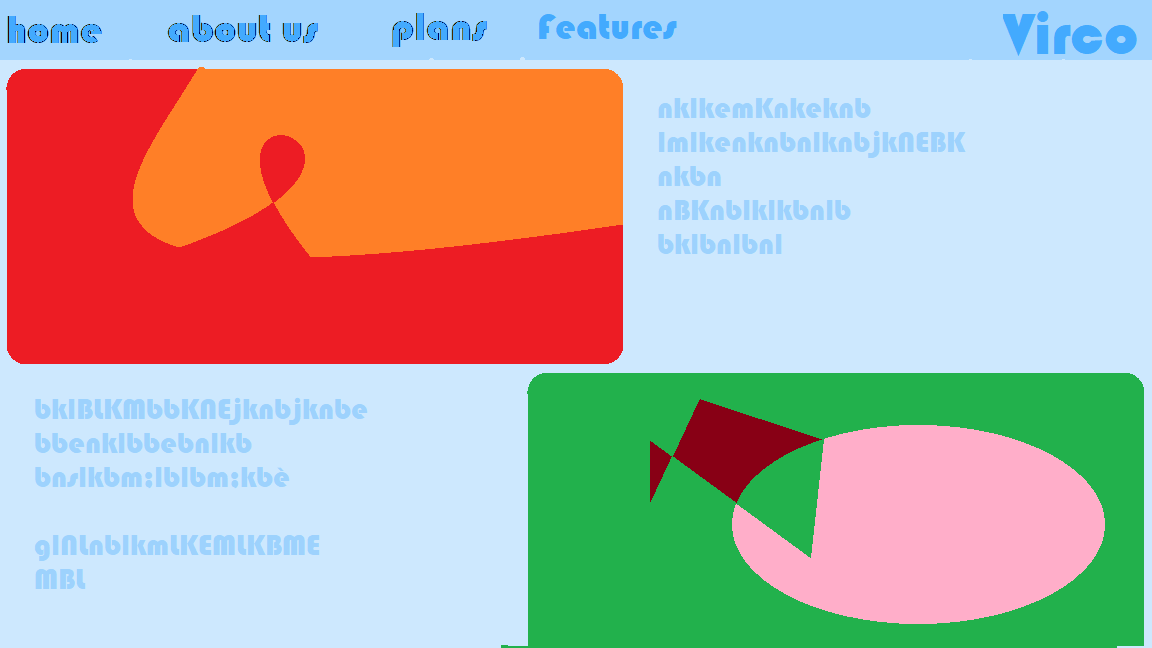 home about us plans Features Virco
nklkemKnkeknb
lmlkenknbnlknbjkNEBK
nkbn
nBKnblklkbnlb
bklbnlbnl
bklBLKMbbKNEjknbjknbe
bbenklbbebnlkb
bnslkbm;lblbm;kbè
glNLnblkmLKEMLKBME
MBL